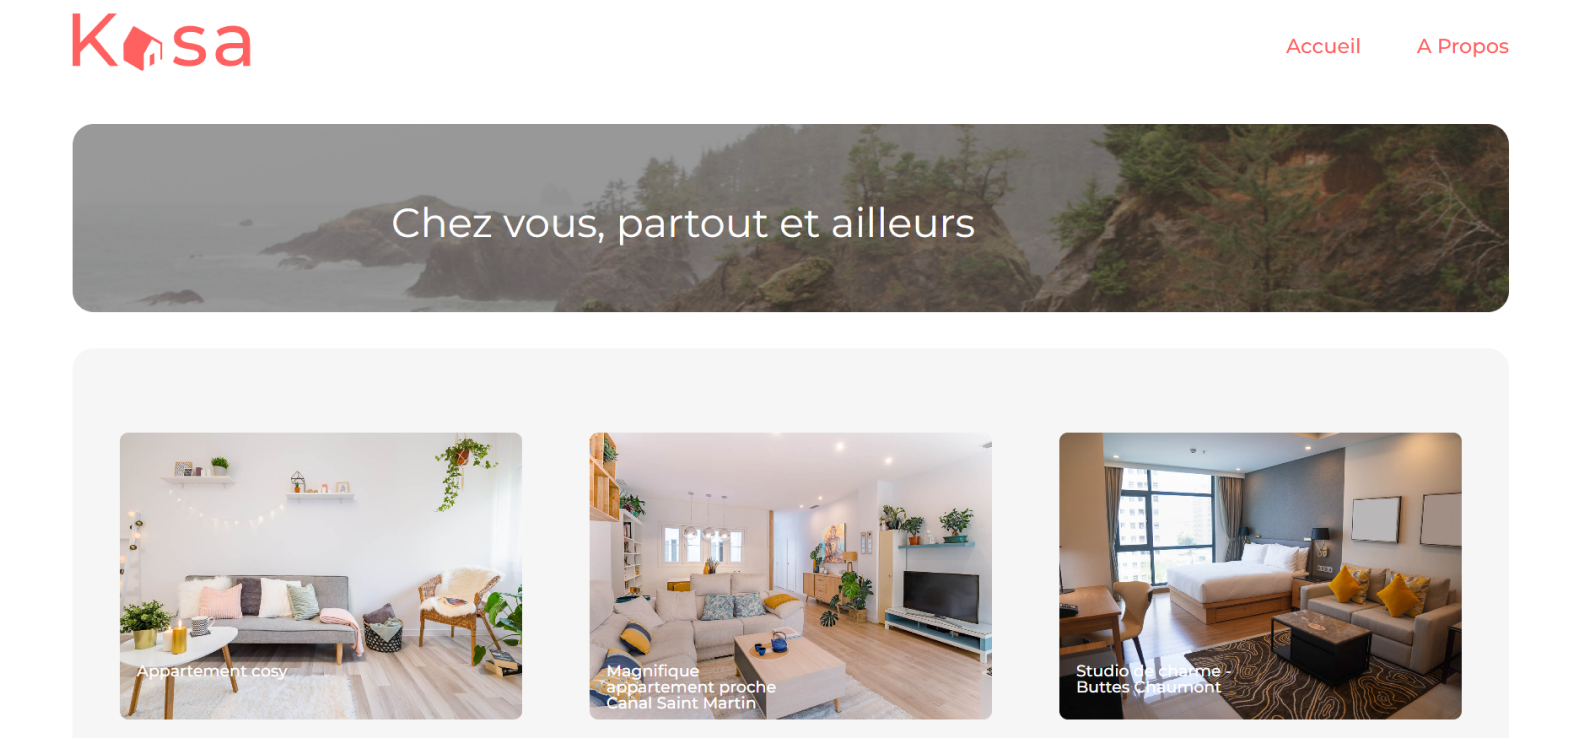 Kasa
Accueil
A Propos
Chez vous, partout et ailleurs
Appartement cosy
Magnifique
appartement proche
Canal Saint Martin
Studio de charme -
Buttes Chaumont